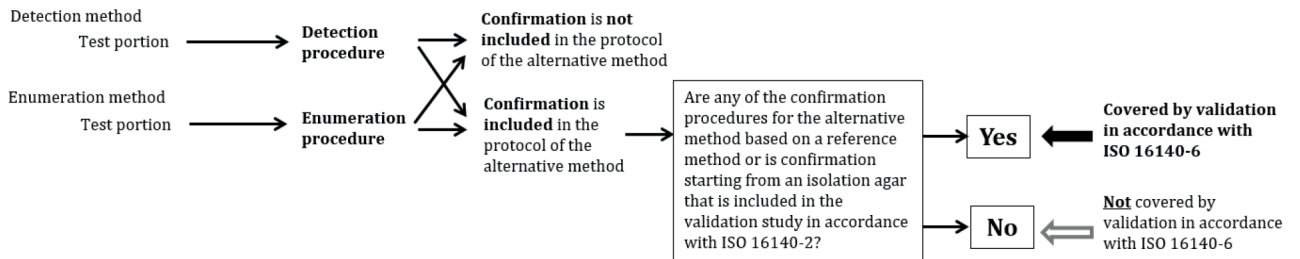 Detection method
Test portion
Detection
procedure
Confirmation is not
included in the protocol
of the alternative method
Enumeration method
Test portion
Enumeration
procedure
Confirmation is
included in the
protocol of the
alternative method
Are any of the confirmation
procedures for the alternative
method based on a reference
method or is confirmation
starting from an isolation agar
that is included in the
validation study in accordance
with ISO 16140-2?
Yes
Covered by validation
in accordance with
ISO 16140-6
No
Not covered by
validation in accordance
with ISO 16140-6